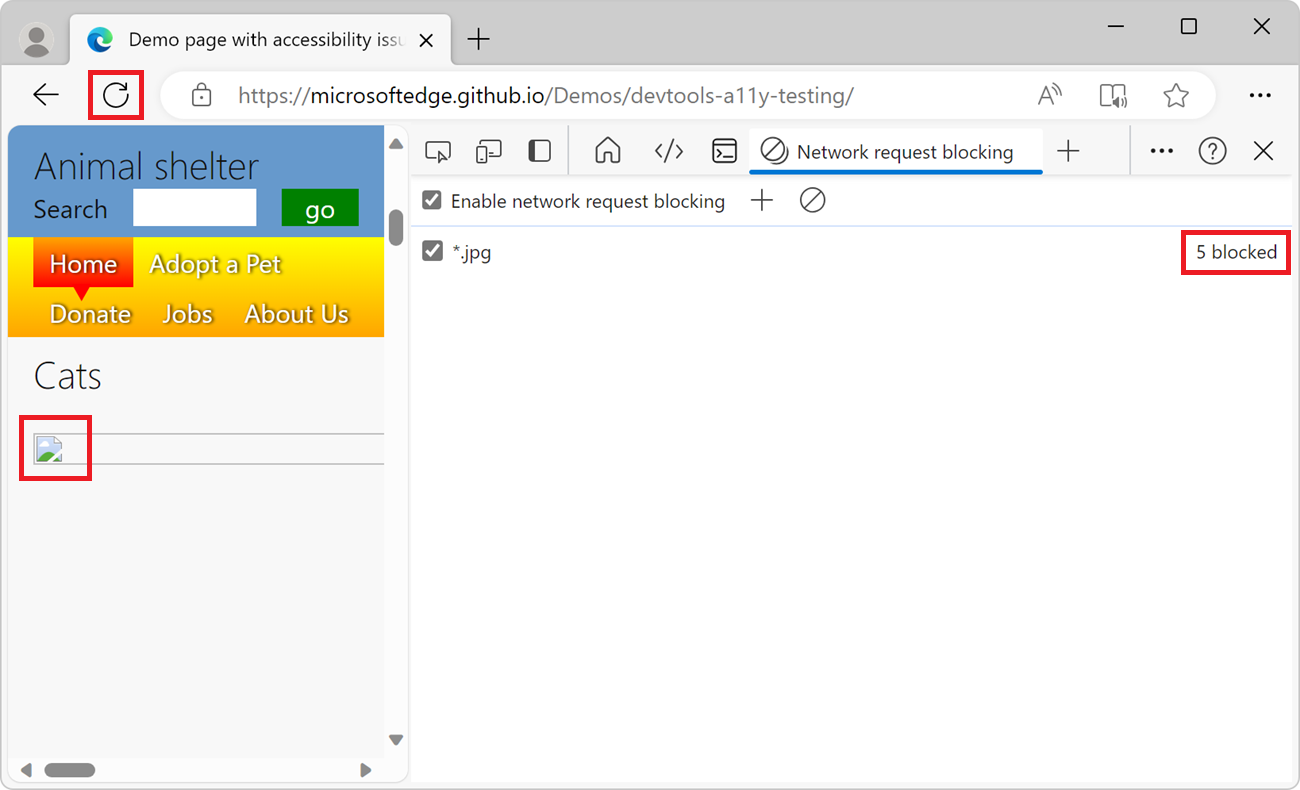 Demo page with accessibility issu
https://microsoftedge.github.io/Demos/devtools-a11y-testing/
Animal shelter
Search go
Home Adopt a Pet
Donate Jobs About Us
Cats
Network request blocking
Enable network request blocking
*.jpg 5 blocked